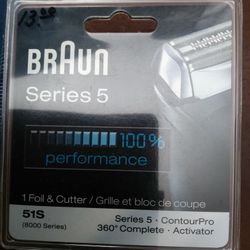 13.00
BRAUN
Series 5
100%
performance
1 Foil & Cutter / Grille et bloc de coupe
51S
(8000 Series)
Series 5 · ContourPro
360° Complete · Activator